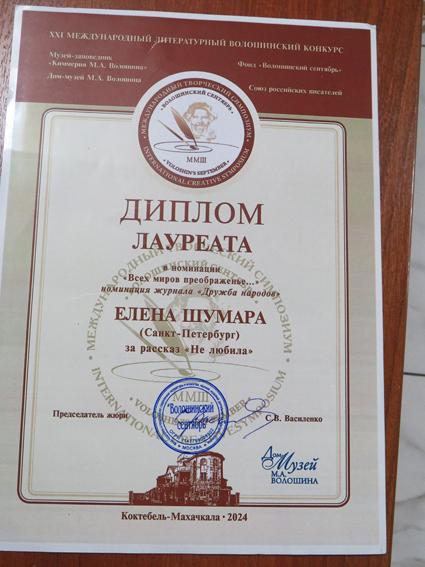 XXI МЕЖДУНАРОДНЫЙ ЛИТЕРАТУРНЫЙ ВОЛОШИНСКИЙ КОНКУРС
Музей-заповедник
«Киммерия М.А. Волошина»
Дом-музей М.А. Волошина
Фонд «Волошинский сентябрь»
Союз российских писателей
• МЕЖДУНАРОДНЫЙ ТВОРЧЕСКИЙ СИМПОЗИУМ •
INTERNATIONAL CREATIVE SYMPOSIUM
«ВОЛОШИНСКИЙ СЕНТЯБРЬ»
ММШ
«VOLOSHIN'S SEPTEMBER»
ДИПЛОМ
ЛАУРЕАТА
в номинации
«Всех миров преображенье...»
номинация журнала «Дружба народов»
ЕЛЕНА ШУМАРА
(Санкт-Петербург)
за рассказ «Не любила»
ММШ
Председатель жюри
"Волошинский
сентябрь"
МОСКВА
С.В. Василенко
Дом
Музей
М.А.
ВОЛОШИНА
Коктебель-Махачкала • 2024